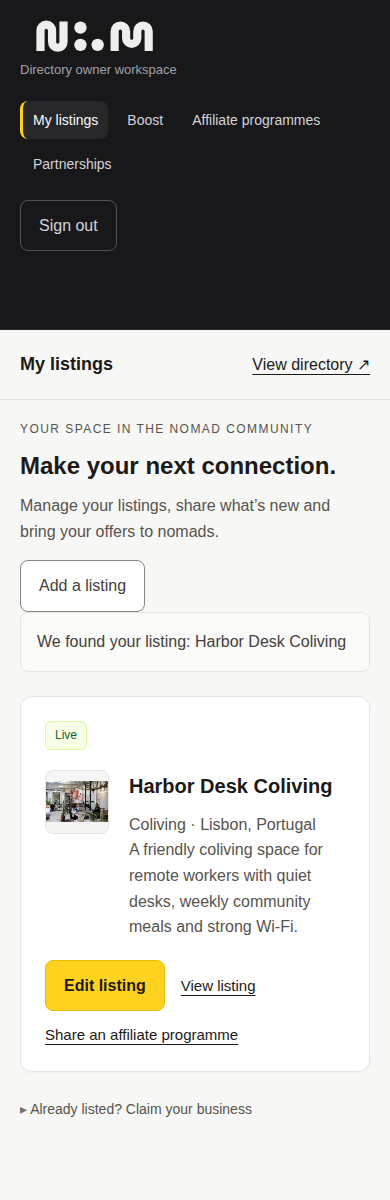 N:.M
Directory owner workspace
My listings Boost Affiliate programmes
Partnerships
Sign out
My listings View directory ↗
YOUR SPACE IN THE NOMAD COMMUNITY
Make your next connection.
Manage your listings, share what’s new and
bring your offers to nomads.
Add a listing
We found your listing: Harbor Desk Coliving
Live
Harbor Desk Coliving
Coliving · Lisbon, Portugal
A friendly coliving space for
remote workers with quiet
desks, weekly community
meals and strong Wi-Fi.
Edit listing View listing
Share an affiliate programme
▸ Already listed? Claim your business